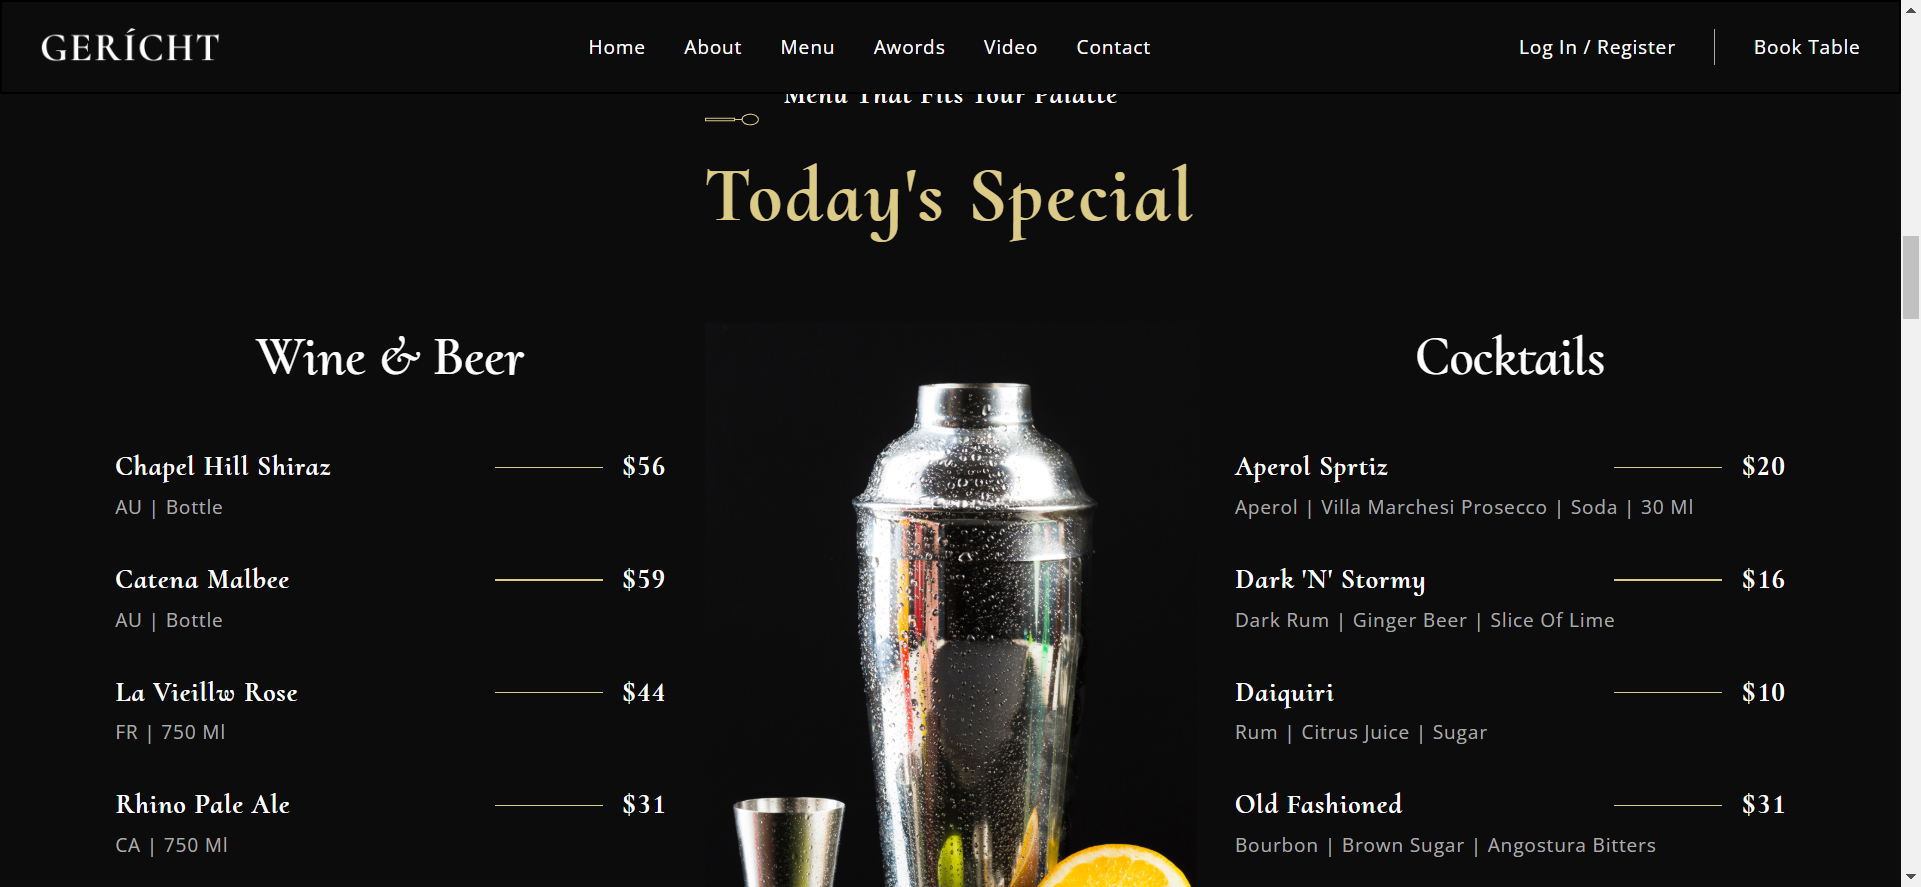 GERÍCHT
Home About Menu Awords Video Contact
Log In / Register Book Table
Menu That Fits Your Palatte
Today's Special
Wine & Beer
Chapel Hill Shiraz $56
AU | Bottle
Catena Malbee $59
AU | Bottle
La Vieillw Rose $44
FR | 750 Ml
Rhino Pale Ale $31
CA | 750 Ml
Cocktails
Aperol Sprtiz $20
Aperol | Villa Marchesi Prosecco | Soda | 30 Ml
Dark 'N' Stormy $16
Dark Rum | Ginger Beer | Slice Of Lime
Daiquiri $10
Rum | Citrus Juice | Sugar
Old Fashioned $31
Bourbon | Brown Sugar | Angostura Bitters